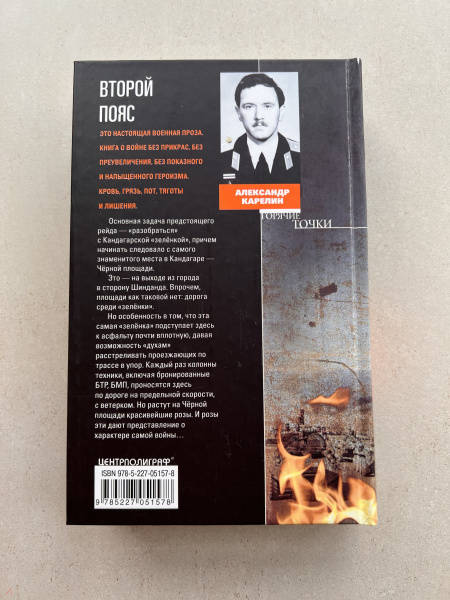 ВТОРОЙ
ПОЯС
ЭТО НАСТОЯЩАЯ ВОЕННАЯ ПРОЗА.
КНИГА О ВОЙНЕ БЕЗ ПРИКРАС, БЕЗ
ПРЕУВЕЛИЧЕНИЯ, БЕЗ ПОКАЗНОГО
И НАПЫЩЕННОГО ГЕРОИЗМА.
КРОВЬ, ГРЯЗЬ, ПОТ, ТЯГОТЫ
И ЛИШЕНИЯ.
АЛЕКСАНДР
КАРЕЛИН
ГОРЯЧИЕ
ТОЧКИ
Основная задача предстоящего
рейда — «разобраться»
с Кандагарской «зелёнкой», причем
начинать следовало с самого
знаменитого места в Кандагаре —
Чёрной площади.
Это — на выходе из города
в сторону Шинданда. Впрочем,
площади как таковой нет: дорога
среди «зелёнки».
Но особенность в том, что эта
самая «зелёнка» подступает здесь
к асфальту почти вплотную, давая
возможность «духам»
расстреливать проезжающих по
трассе в упор. Каждый раз колонны
техники, включая бронированные
БТР, БМП, проносятся здесь
по дороге на предельной скорости,
с ветерком. Но растут на Чёрной
площади красивейшие розы. И розы
эти дают представление о
характере самой войны...
ЦЕНТРПОЛИГРАФ®
ISBN 978-5-227-05157-8
9 785227 051578